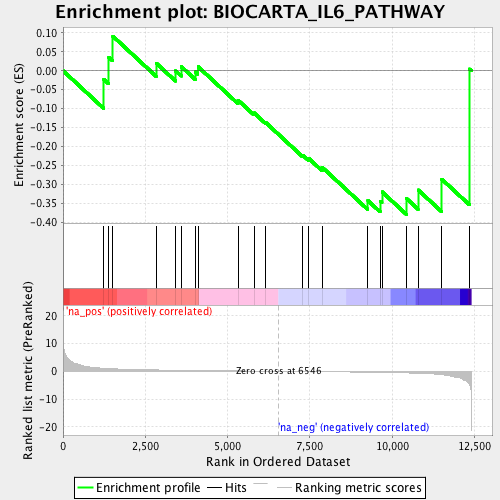 Enrichment plot: BIOCARTA_IL6_PATHWAY
Enrichment score (ES)
0.10
0.05
0.00
-0.05
-0.10
-0.15
-0.20
-0.25
-0.30
-0.35
-0.40
'na_pos' (positively correlated)
Ranked list metric (PreRanked)
20
10
0
-10
-20
Zero cross at 6546
'na_neg' (negatively correlated)
0 2,500 5,000 7,500 10,000 12,500
Rank in Ordered Dataset
Enrichment profile Hits Ranking metric scores